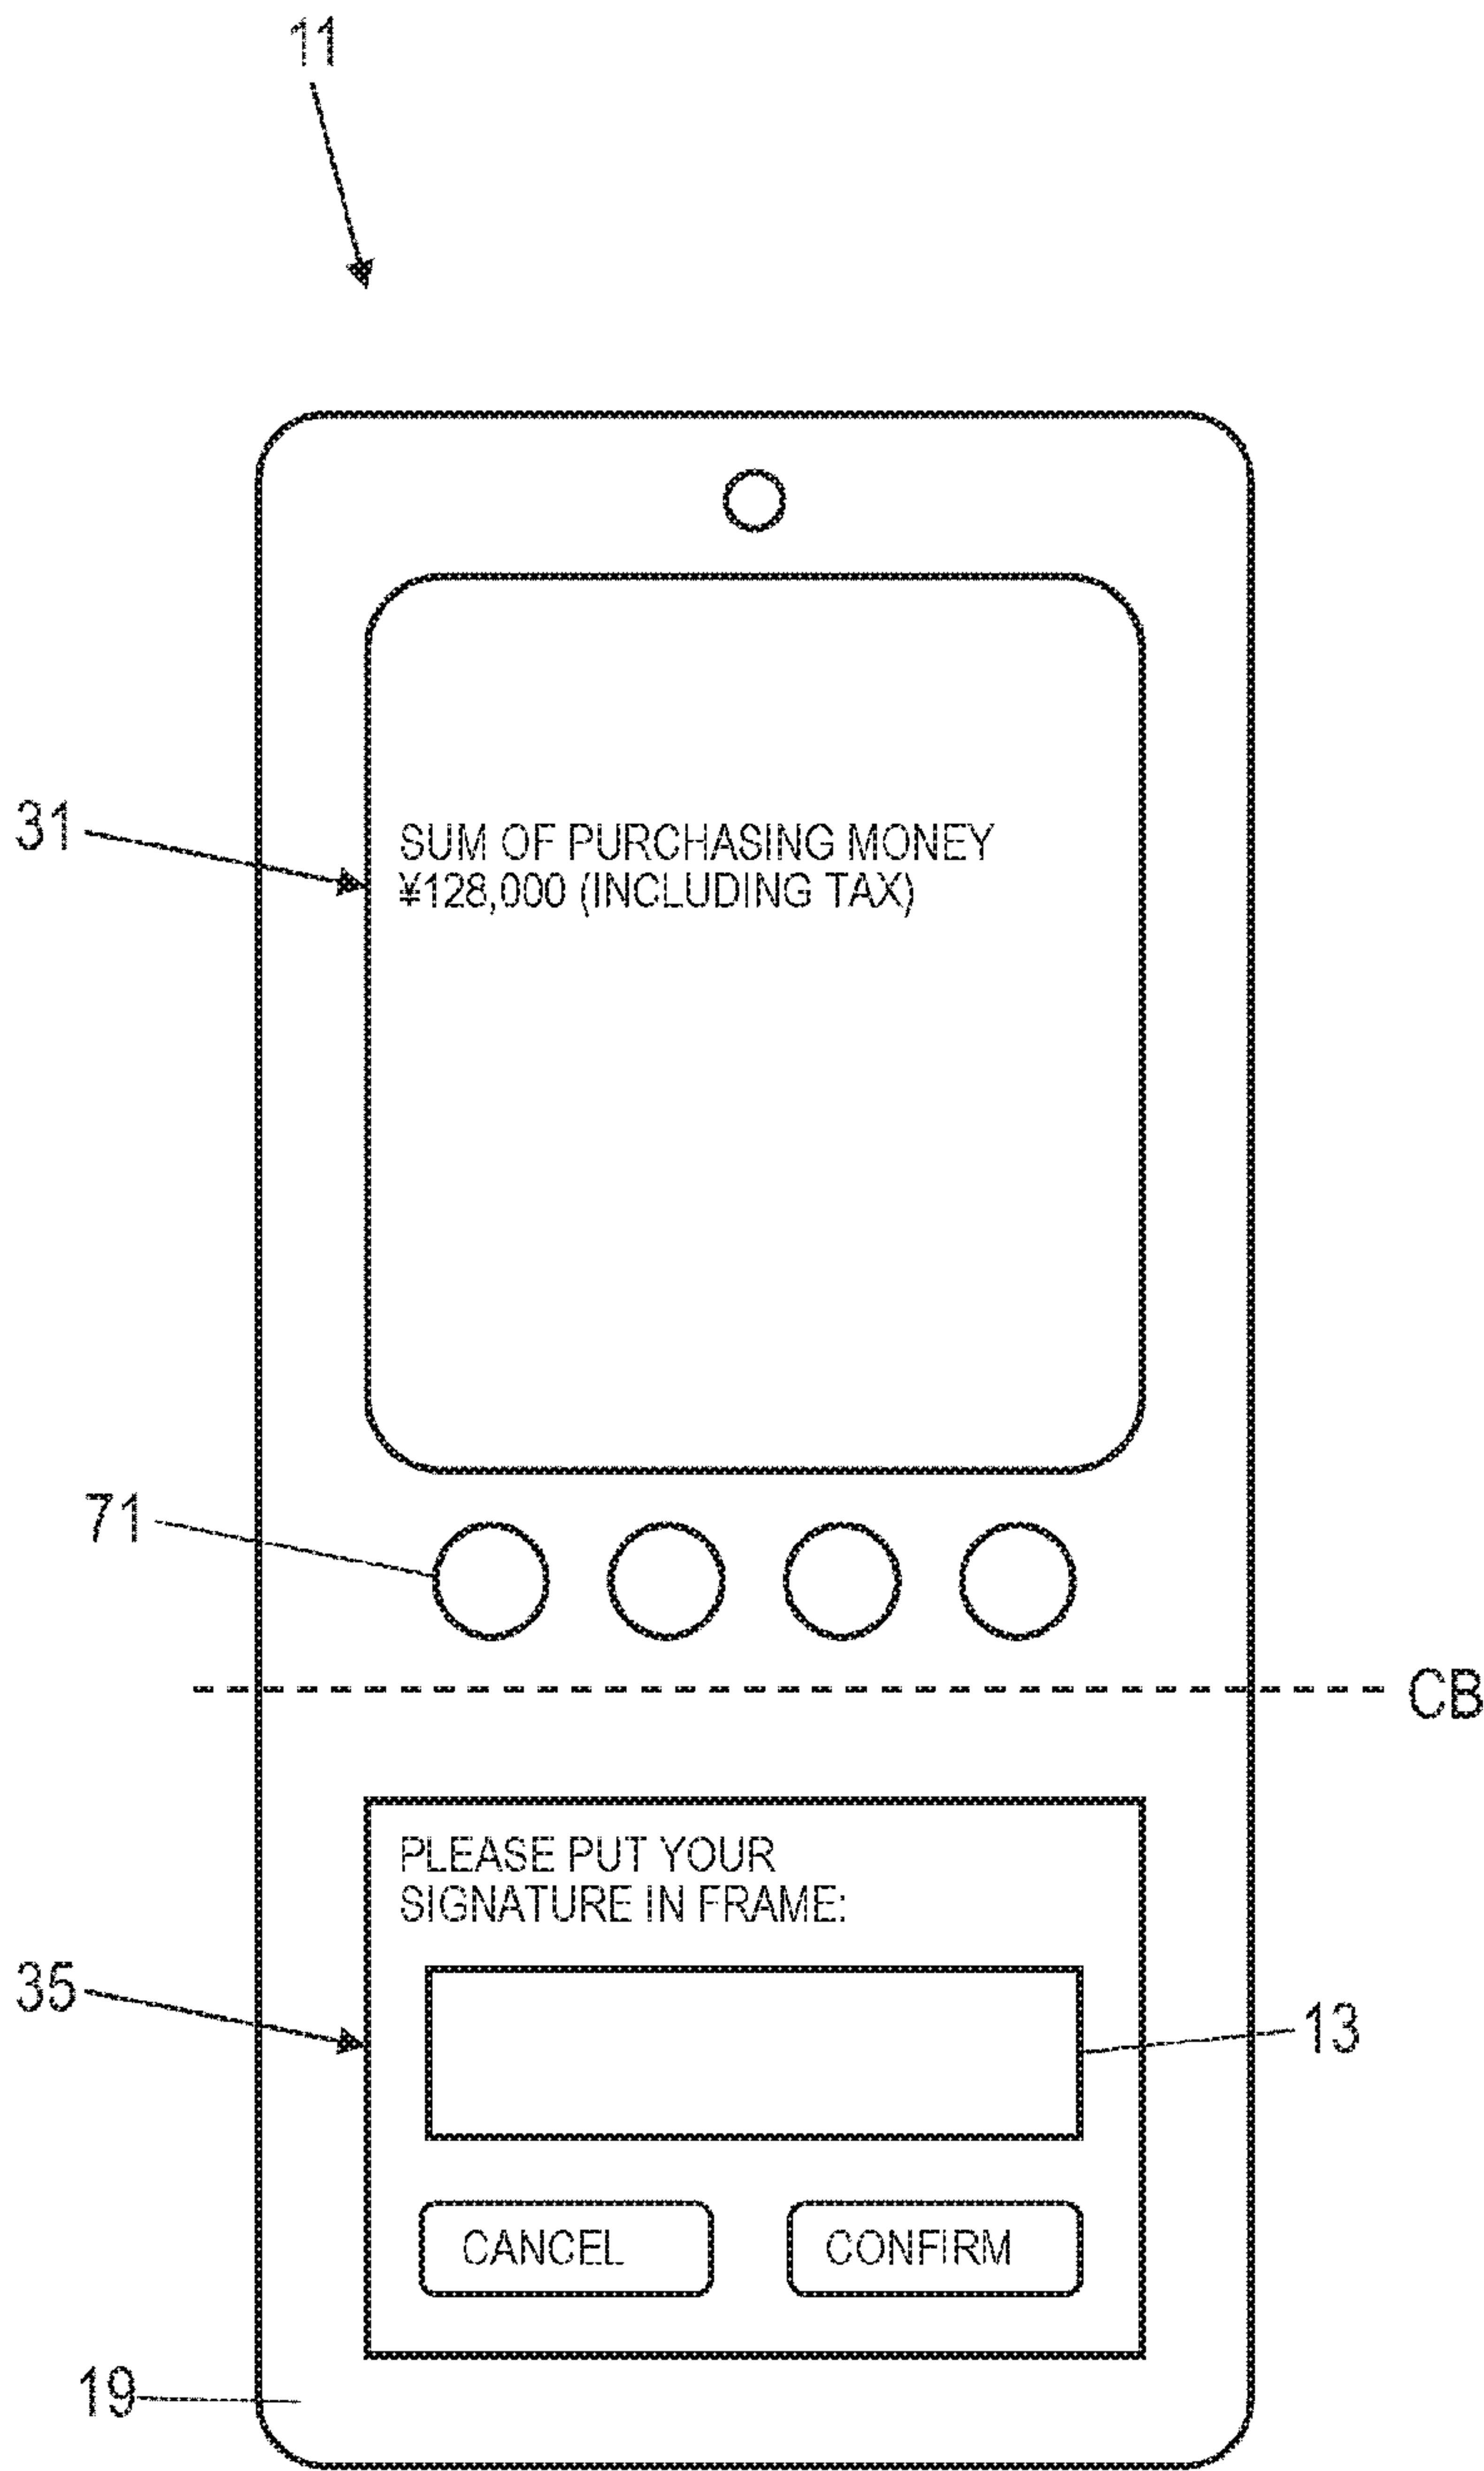 11
31
SUM OF PURCHASING MONEY
¥128,000 (INCLUDING TAX)
71
CB
PLEASE PUT YOUR
SIGNATURE IN FRAME:
35
13
CANCEL CONFIRM
19